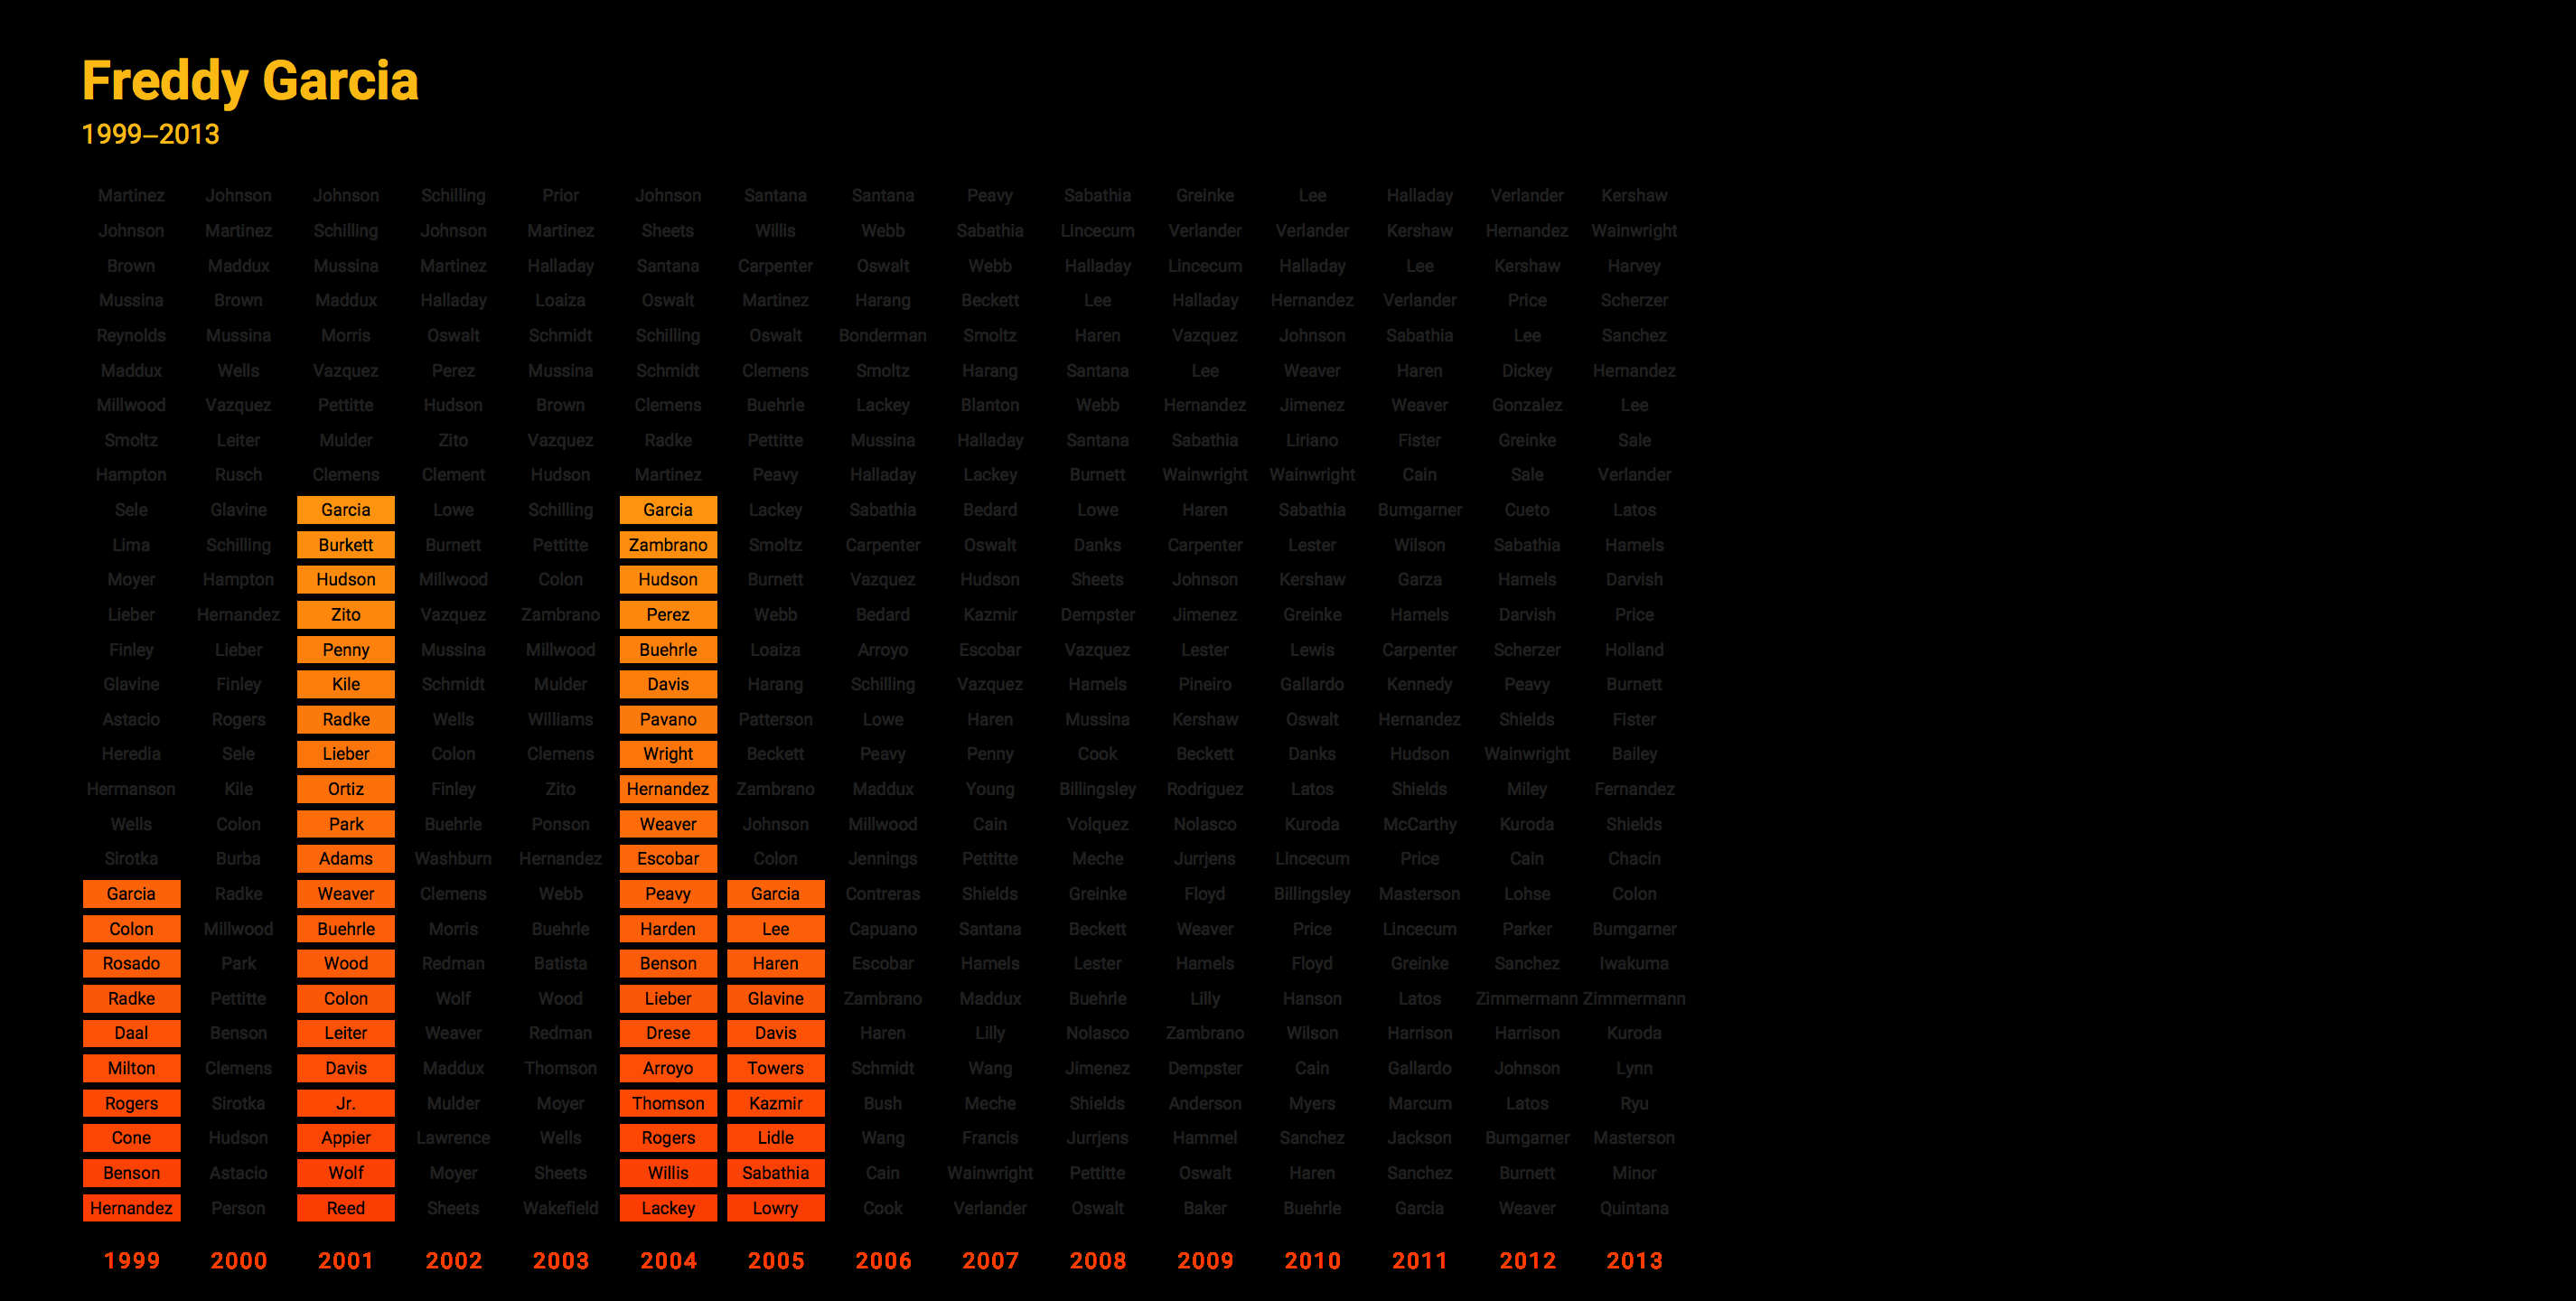 Freddy Garcia
1999–2013
Martinez Johnson Johnson Schilling Prior Johnson Santana Santana Peavy Sabathia Greinke Lee Halladay Verlander Kershaw
Johnson Martinez Schilling Johnson Martinez Sheets Willis Webb Sabathia Lincecum Verlander Verlander Kershaw Hernandez Wainwright
Brown Maddux Mussina Martinez Halladay Santana Carpenter Oswalt Webb Halladay Lincecum Halladay Lee Kershaw Harvey
Mussina Brown Maddux Halladay Loaiza Oswalt Martinez Harang Beckett Lee Halladay Hernandez Verlander Price Scherzer
Reynolds Mussina Morris Oswalt Schmidt Schilling Oswalt Bonderman Smoltz Haren Vazquez Johnson Sabathia Lee Sanchez
Maddux Wells Vazquez Perez Mussina Schmidt Clemens Smoltz Harang Santana Lee Weaver Haren Dickey Hernandez
Millwood Vazquez Pettitte Hudson Brown Clemens Buehrle Lackey Blanton Webb Hernandez Jimenez Weaver Gonzalez Lee
Smoltz Leiter Mulder Zito Vazquez Radke Pettitte Mussina Halladay Santana Sabathia Liriano Fister Greinke Sale
Hampton Rusch Clemens Clement Hudson Martinez Peavy Halladay Lackey Burnett Wainwright Wainwright Cain Sale Verlander
Sele Glavine Garcia Lowe Schilling Garcia Lackey Sabathia Bedard Lowe Haren Sabathia Bumgarner Cueto Latos
Lima Schilling Burkett Burnett Pettitte Zambrano Smoltz Carpenter Oswalt Danks Carpenter Lester Wilson Sabathia Hamels
Moyer Hampton Hudson Millwood Colon Hudson Burnett Vazquez Hudson Sheets Johnson Kershaw Garza Hamels Darvish
Lieber Hernandez Zito Vazquez Zambrano Perez Webb Bedard Kazmir Dempster Jimenez Greinke Hamels Darvish Price
Finley Lieber Penny Mussina Millwood Buehrle Loaiza Arroyo Escobar Vazquez Lester Lewis Carpenter Scherzer Holland
Glavine Finley Kile Schmidt Mulder Davis Harang Schilling Vazquez Hamels Pineiro Gallardo Kennedy Peavy Burnett
Astacio Rogers Radke Wells Williams Pavano Patterson Lowe Haren Mussina Kershaw Oswalt Hernandez Shields Fister
Heredia Sele Lieber Colon Clemens Wright Beckett Peavy Penny Cook Beckett Danks Hudson Wainwright Bailey
Hermanson Kile Ortiz Finley Zito Hernandez Zambrano Maddux Young Billingsley Rodriguez Latos Shields Miley Fernandez
Wells Colon Park Buehrle Ponson Weaver Johnson Millwood Cain Volquez Nolasco Kuroda McCarthy Kuroda Shields
Sirotka Burba Adams Washburn Hernandez Escobar Colon Jennings Pettitte Meche Jurrjens Lincecum Price Cain Chacin
Garcia Radke Weaver Clemens Webb Peavy Garcia Contreras Shields Greinke Floyd Billingsley Masterson Lohse Colon
Colon Millwood Buehrle Morris Buehrle Harden Lee Capuano Santana Beckett Weaver Price Lincecum Parker Bumgarner
Rosado Park Wood Redman Batista Benson Haren Escobar Hamels Lester Hamels Floyd Greinke Sanchez Iwakuma
Radke Pettitte Colon Wolf Wood Lieber Glavine Zambrano Maddux Buehrle Lilly Hanson Latos Zimmermann Zimmermann
Daal Benson Leiter Weaver Redman Drese Davis Haren Lilly Nolasco Zambrano Wilson Harrison Harrison Kuroda
Milton Clemens Davis Maddux Thomson Arroyo Towers Schmidt Wang Jimenez Dempster Cain Gallardo Johnson Lynn
Rogers Sirotka Jr. Mulder Moyer Thomson Kazmir Bush Meche Shields Anderson Myers Marcum Latos Ryu
Cone Hudson Appier Lawrence Wells Rogers Lidle Wang Francis Jurrjens Hammel Sanchez Jackson Bumgarner Masterson
Benson Astacio Wolf Moyer Sheets Willis Sabathia Cain Wainwright Pettitte Oswalt Haren Sanchez Burnett Minor
Hernandez Person Reed Sheets Wakefield Lackey Lowry Cook Verlander Oswalt Baker Buehrle Garcia Weaver Quintana
1999 2000 2001 2002 2003 2004 2005 2006 2007 2008 2009 2010 2011 2012 2013